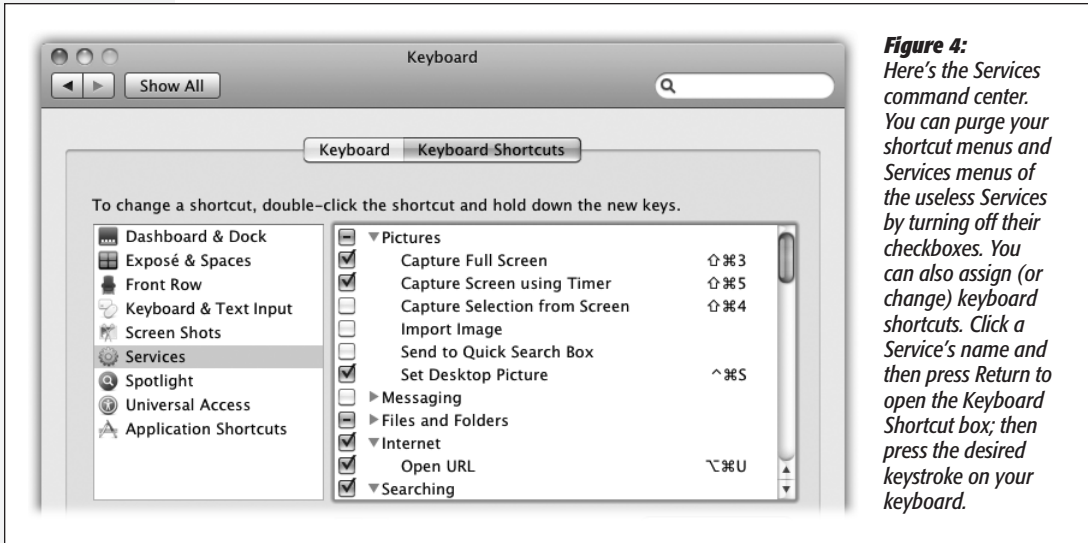 Keyboard
Show All
Keyboard Keyboard Shortcuts
To change a shortcut, double-click the shortcut and hold down the new keys.
Dashboard & Dock
Exposé & Spaces
Front Row
Keyboard & Text Input
Screen Shots
Services
Spotlight
Universal Access
Application Shortcuts
Pictures
Capture Full Screen ⇧⌘3
Capture Screen using Timer ⇧⌘5
Capture Selection from Screen ⇧⌘4
Import Image
Send to Quick Search Box
Set Desktop Picture ^⌘S
Messaging
Files and Folders
Internet
Open URL ⌥⌘U
Searching
Figure 4:
Here's the Services
command center.
You can purge your
shortcut menus and
Services menus of
the useless Services
by turning off their
checkboxes. You
can also assign (or
change) keyboard
shortcuts. Click a
Service's name and
then press Return to
open the Keyboard
Shortcut box; then
press the desired
keystroke on your
keyboard.